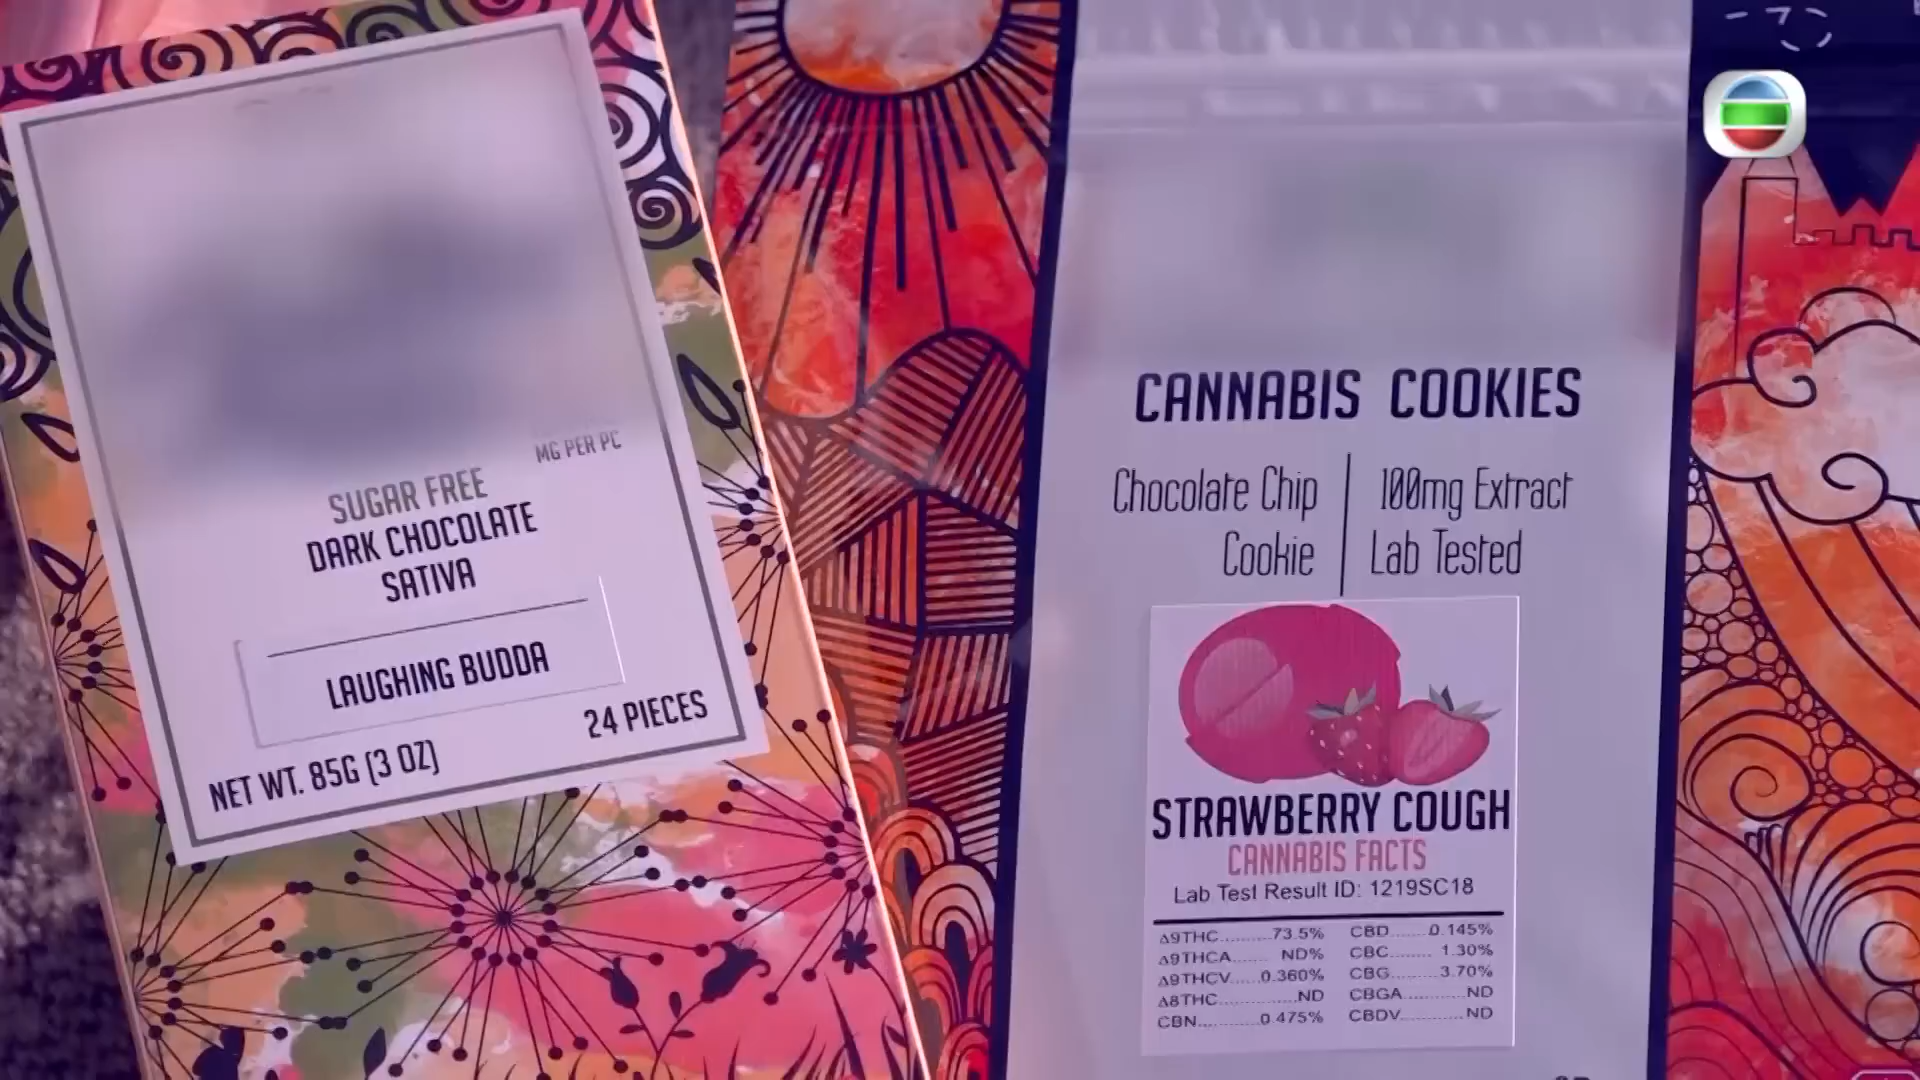 MG PER PC
SUGAR FREE
DARK CHOCOLATE
SATIVA
LAUGHING BUDDA
24 PIECES
NET WT. 85G (3 OZ)
CANNABIS COOKIES
Chocolate Chip
Cookie
100mg Extract
Lab Tested
STRAWBERRY COUGH
CANNABIS FACTS
Lab Test Result ID: 1219SC18
Δ9THC..........73.5%
Δ9THCA....... ND%
Δ9THCV.....0.360%
Δ8THC...............ND
CBN..........0.475%
CBD.......0.145%
CBC........ 1.30%
CBG........3.70%
CBGA............ND
CBDV............ND